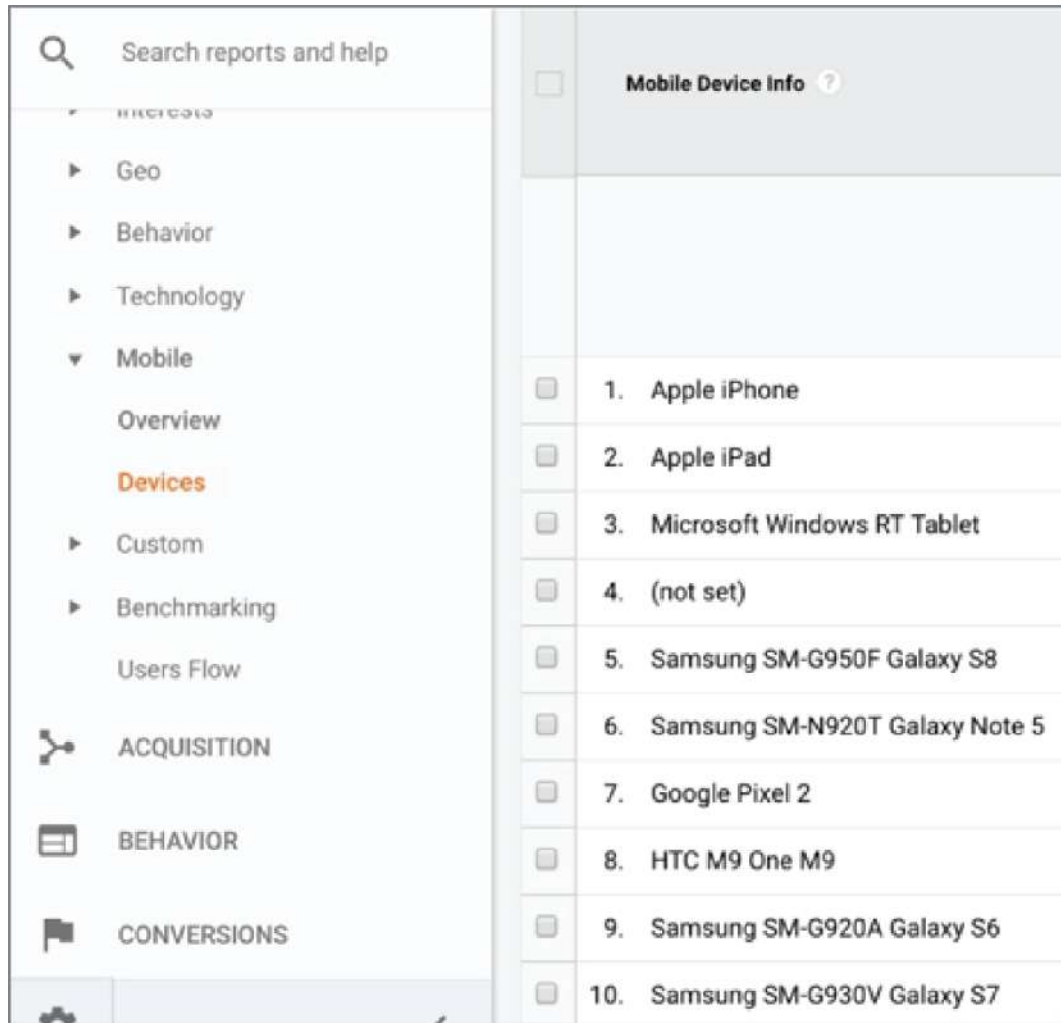 Search reports and help
Interests
Geo
Behavior
Technology
Mobile
Overview
Devices
Custom
Benchmarking
Users Flow
ACQUISITION
BEHAVIOR
CONVERSIONS
Mobile Device Info ?
1. Apple iPhone
2. Apple iPad
3. Microsoft Windows RT Tablet
4. (not set)
5. Samsung SM-G950F Galaxy S8
6. Samsung SM-N920T Galaxy Note 5
7. Google Pixel 2
8. HTC M9 One M9
9. Samsung SM-G920A Galaxy S6
10. Samsung SM-G930V Galaxy S7